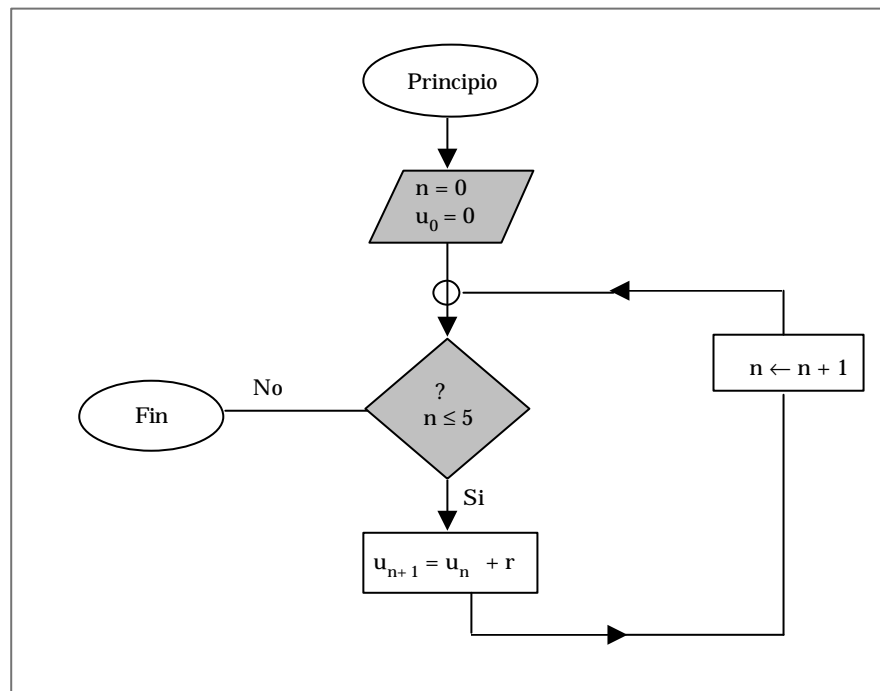 Principio
n = 0
u₀ = 0
n ← n + 1
No
?
n ≤ 5
Fin
Si
uₙ₊₁ = uₙ + r